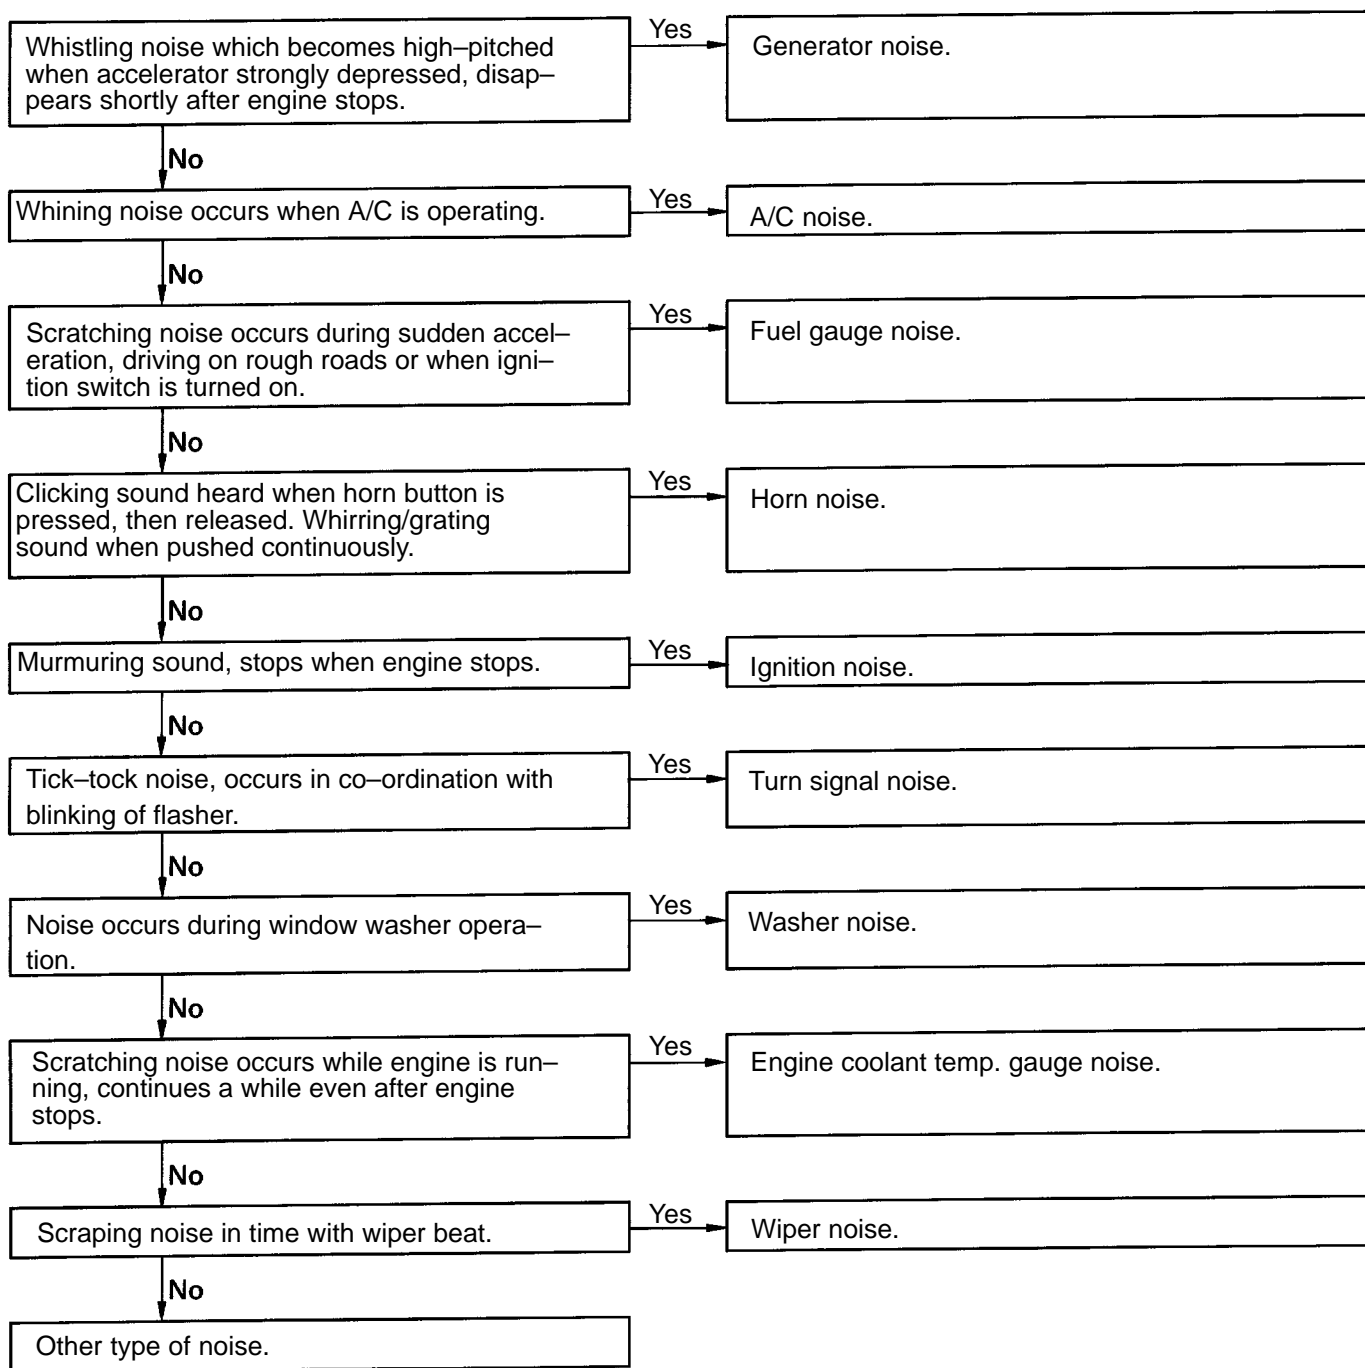 Whistling noise which becomes high–pitched
when accelerator strongly depressed, disap–
pears shortly after engine stops.
Yes
Generator noise.
No
Whining noise occurs when A/C is operating.
Yes
A/C noise.
No
Scratching noise occurs during sudden accel–
eration, driving on rough roads or when igni–
tion switch is turned on.
Yes
Fuel gauge noise.
No
Clicking sound heard when horn button is
pressed, then released. Whirring/grating
sound when pushed continuously.
Yes
Horn noise.
No
Murmuring sound, stops when engine stops.
Yes
Ignition noise.
No
Tick–tock noise, occurs in co–ordination with
blinking of flasher.
Yes
Turn signal noise.
No
Noise occurs during window washer opera–
tion.
Yes
Washer noise.
No
Scratching noise occurs while engine is run–
ning, continues a while even after engine
stops.
Yes
Engine coolant temp. gauge noise.
No
Scraping noise in time with wiper beat.
Yes
Wiper noise.
No
Other type of noise.